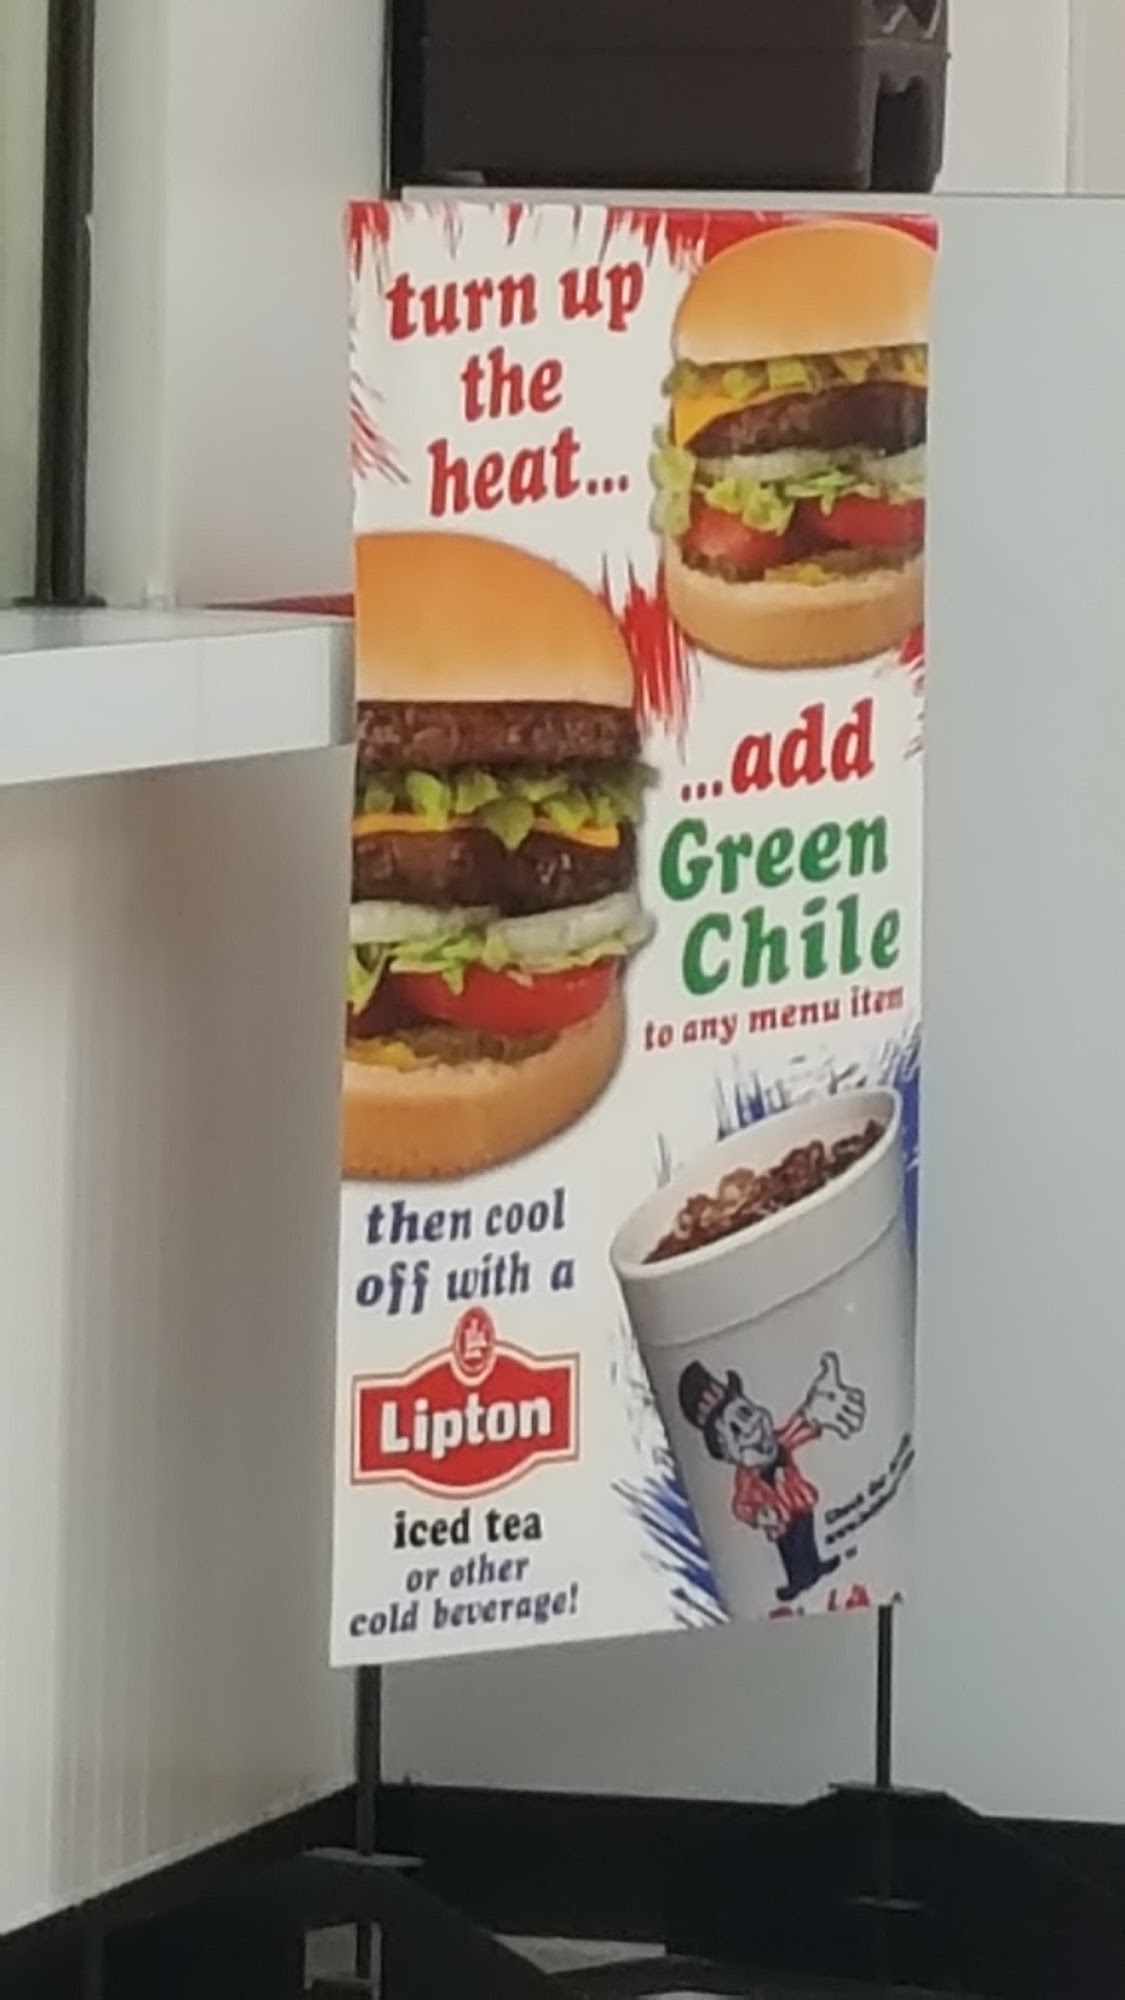 turn up
the
heat...
...add
Green
Chile
to any menu item
then cool
off with a
Lipton
iced tea
or other
cold beverage!